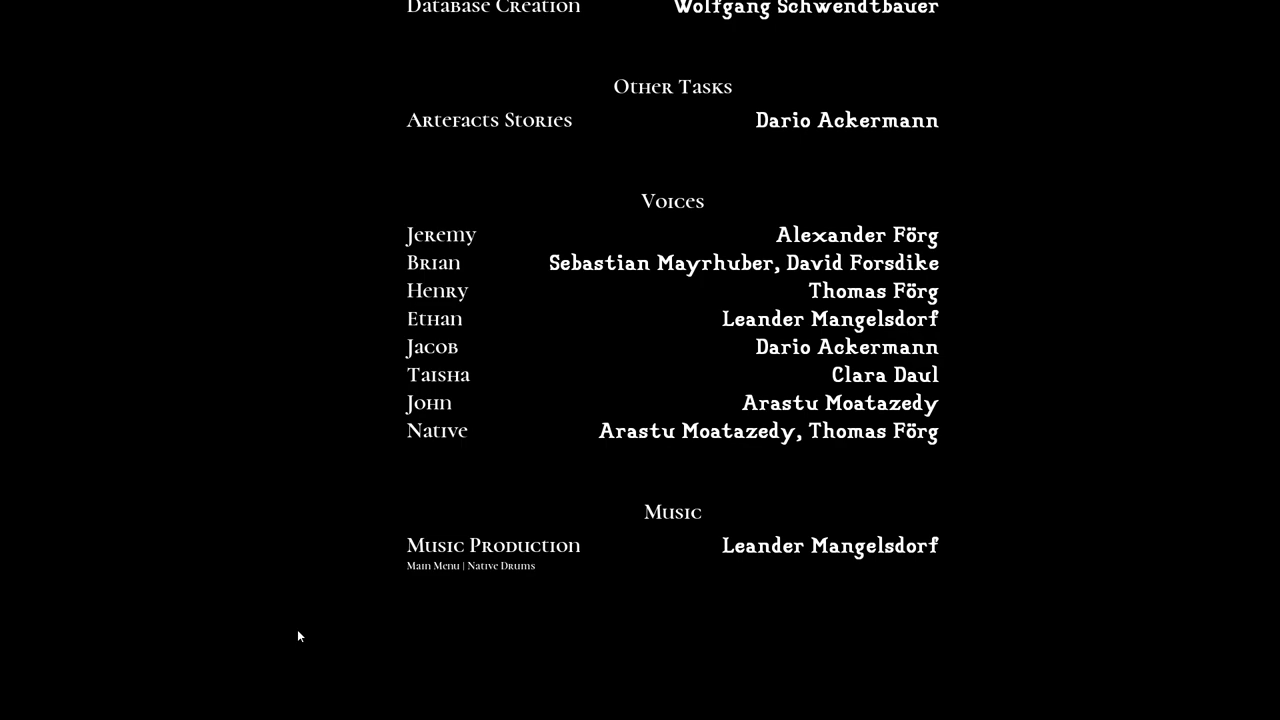 Database Creation Wolfgang Schwendtbauer
Other Tasks
Artefacts Stories Dario Ackermann
Voices
Jeremy Alexander Förg
Brian Sebastian Mayrhuber, David Forsdike
Henry Thomas Förg
Ethan Leander Mangelsdorf
Jacob Dario Ackermann
Taisha Clara Daul
John Arastu Moatazedy
Native Arastu Moatazedy, Thomas Förg
Music
Music Production Leander Mangelsdorf
Main Menu | Native Drums